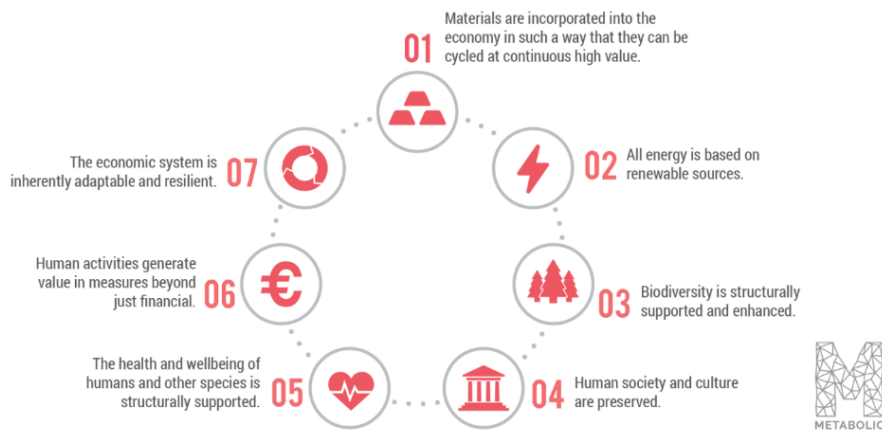 01
Materials are incorporated into the
economy in such a way that they can be
cycled at continuous high value.
02
All energy is based on
renewable sources.
03
Biodiversity is structurally
supported and enhanced.
04
Human society and culture
are preserved.
05
The health and wellbeing of
humans and other species is
structurally supported.
06
Human activities generate
value in measures beyond
just financial.
€
07
The economic system is
inherently adaptable and resilient.
M
METABOLIC